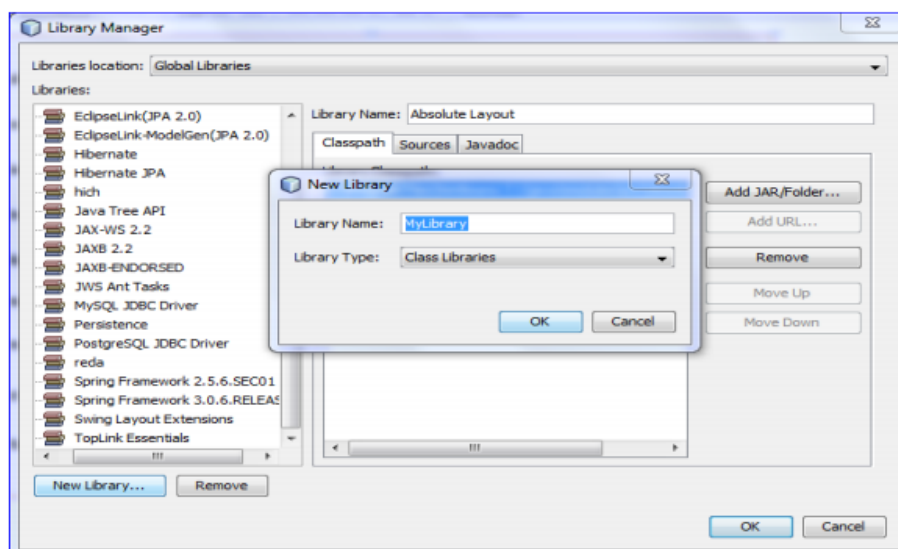 Library Manager
Libraries location: Global Libraries
Libraries:
EclipseLink(JPA 2.0)
EclipseLink-ModelGen(JPA 2.0)
Hibernate
Hibernate JPA
hich
Java Tree API
JAX-WS 2.2
JAXB 2.2
JAXB-ENDORSED
JWS Ant Tasks
MySQL JDBC Driver
Persistence
PostgreSQL JDBC Driver
reda
Spring Framework 2.5.6.SEC01
Spring Framework 3.0.6.RELEAS
Swing Layout Extensions
TopLink Essentials
New Library... Remove
Library Name: Absolute Layout
Classpath Sources Javadoc
Add JAR/Folder...
Add URL...
Remove
Move Up
Move Down
New Library
Library Name: MyLibrary
Library Type: Class Libraries
OK Cancel
OK Cancel